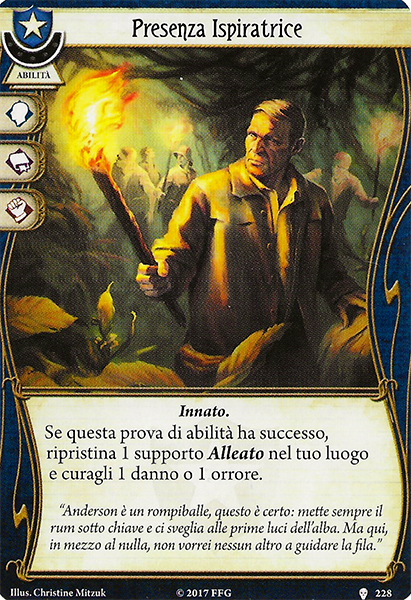 Presenza Ispiratrice
ABILITÀ
Innato.
Se questa prova di abilità ha successo,
ripristina 1 supporto Alleato nel tuo luogo
e curagli 1 danno o 1 orrore.
“Anderson è un rompiballe, questo è certo: mette sempre il
rum sotto chiave e ci sveglia alle prime luci dell'alba. Ma qui,
in mezzo al nulla, non vorrei nessun altro a guidare la fila.”
Illus. Christine Mitzuk © 2017 FFG 228